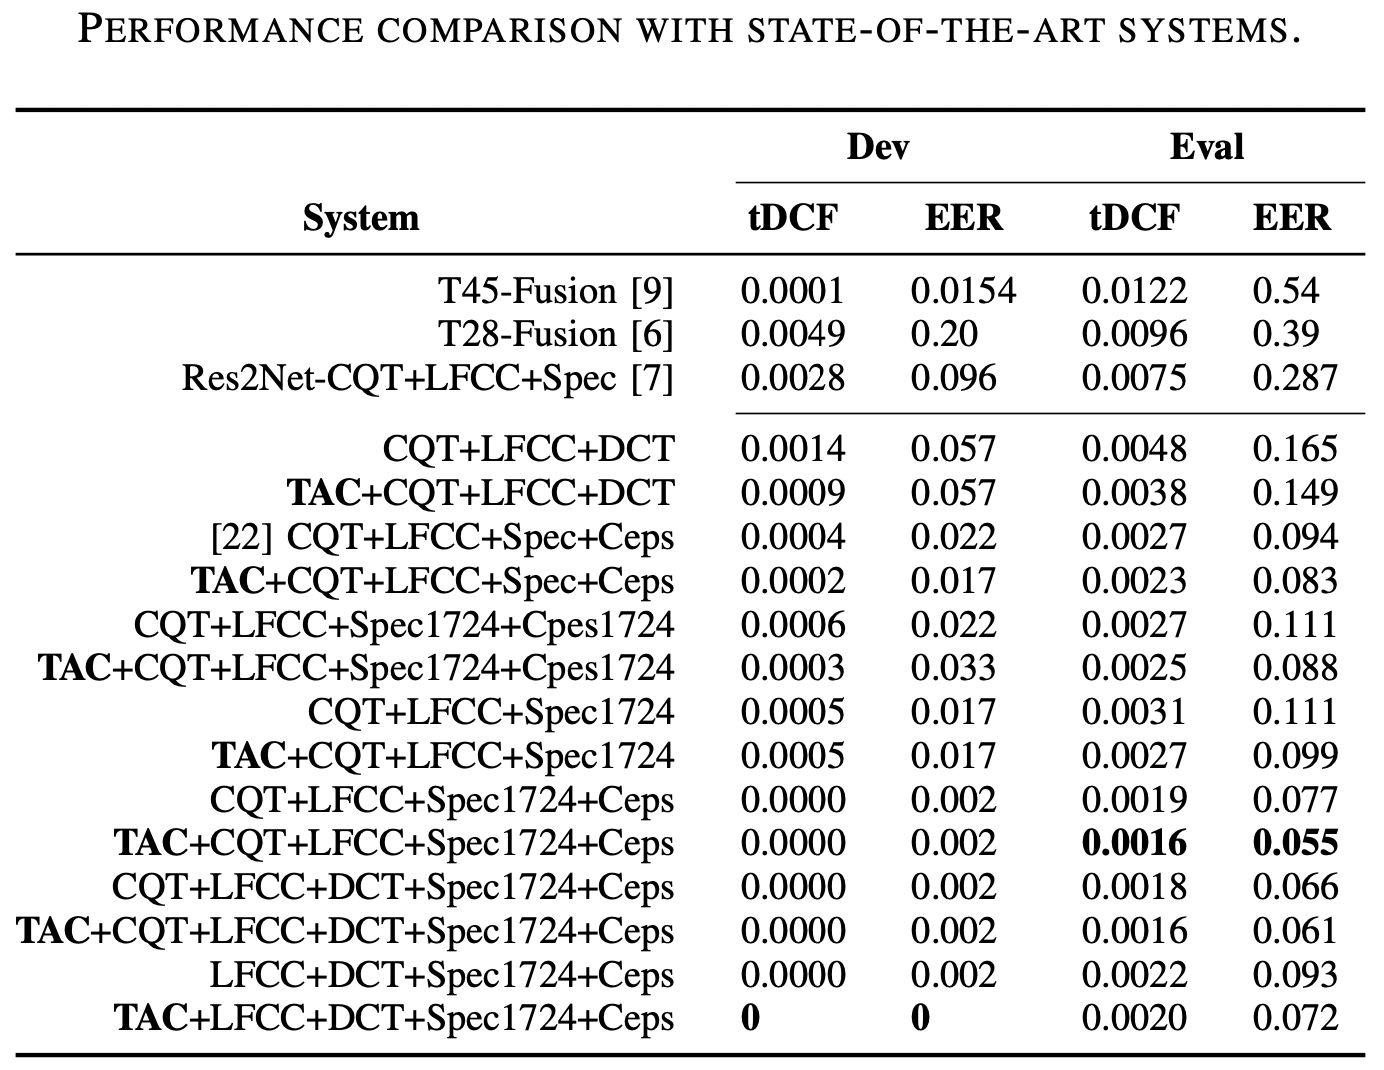 PERFORMANCE COMPARISON WITH STATE-OF-THE-ART SYSTEMS.
Dev Eval
System tDCF EER tDCF EER
T45-Fusion [9] 0.0001 0.0154 0.0122 0.54
T28-Fusion [6] 0.0049 0.20 0.0096 0.39
Res2Net-CQT+LFCC+Spec [7] 0.0028 0.096 0.0075 0.287
CQT+LFCC+DCT 0.0014 0.057 0.0048 0.165
TAC+CQT+LFCC+DCT 0.0009 0.057 0.0038 0.149
[22] CQT+LFCC+Spec+Ceps 0.0004 0.022 0.0027 0.094
TAC+CQT+LFCC+Spec+Ceps 0.0002 0.017 0.0023 0.083
CQT+LFCC+Spec1724+Cpes1724 0.0006 0.022 0.0027 0.111
TAC+CQT+LFCC+Spec1724+Cpes1724 0.0003 0.033 0.0025 0.088
CQT+LFCC+Spec1724 0.0005 0.017 0.0031 0.111
TAC+CQT+LFCC+Spec1724 0.0005 0.017 0.0027 0.099
CQT+LFCC+Spec1724+Ceps 0.0000 0.002 0.0019 0.077
TAC+CQT+LFCC+Spec1724+Ceps 0.0000 0.002 0.0016 0.055
CQT+LFCC+DCT+Spec1724+Ceps 0.0000 0.002 0.0018 0.066
TAC+CQT+LFCC+DCT+Spec1724+Ceps 0.0000 0.002 0.0016 0.061
LFCC+DCT+Spec1724+Ceps 0.0000 0.002 0.0022 0.093
TAC+LFCC+DCT+Spec1724+Ceps 0 0 0.0020 0.072